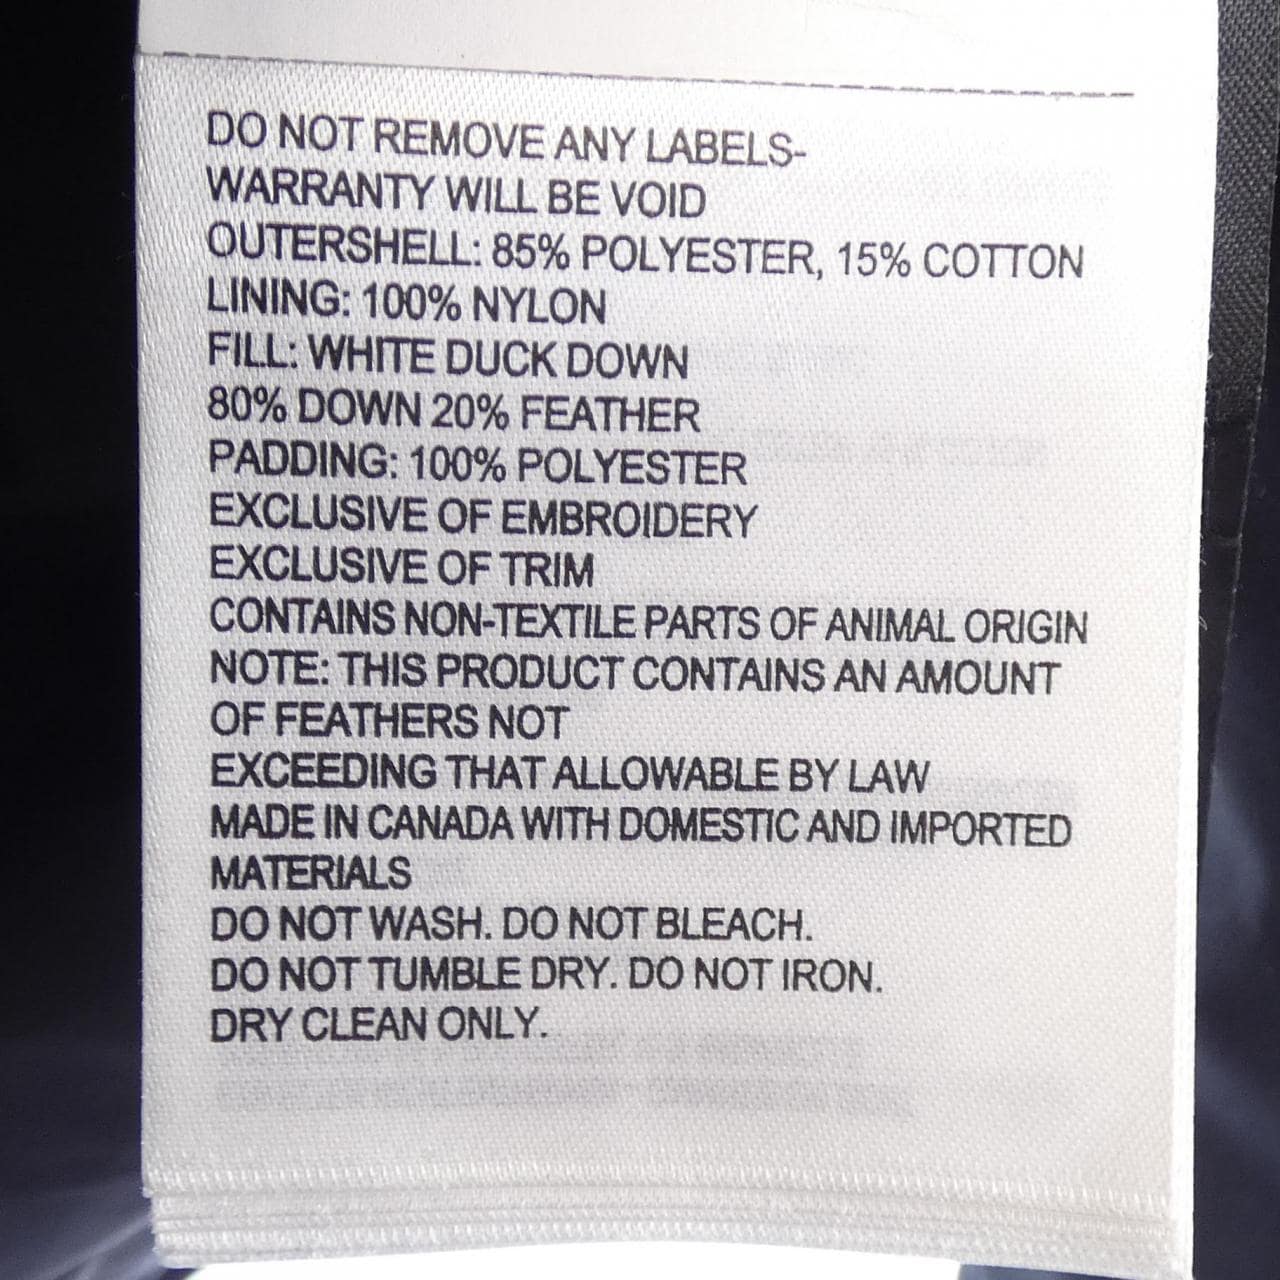 DO NOT REMOVE ANY LABELS-
WARRANTY WILL BE VOID
OUTERSHELL: 85% POLYESTER, 15% COTTON
LINING: 100% NYLON
FILL: WHITE DUCK DOWN
80% DOWN 20% FEATHER
PADDING: 100% POLYESTER
EXCLUSIVE OF EMBROIDERY
EXCLUSIVE OF TRIM
CONTAINS NON-TEXTILE PARTS OF ANIMAL ORIGIN
NOTE: THIS PRODUCT CONTAINS AN AMOUNT
OF FEATHERS NOT
EXCEEDING THAT ALLOWABLE BY LAW
MADE IN CANADA WITH DOMESTIC AND IMPORTED
MATERIALS
DO NOT WASH. DO NOT BLEACH.
DO NOT TUMBLE DRY. DO NOT IRON.
DRY CLEAN ONLY.